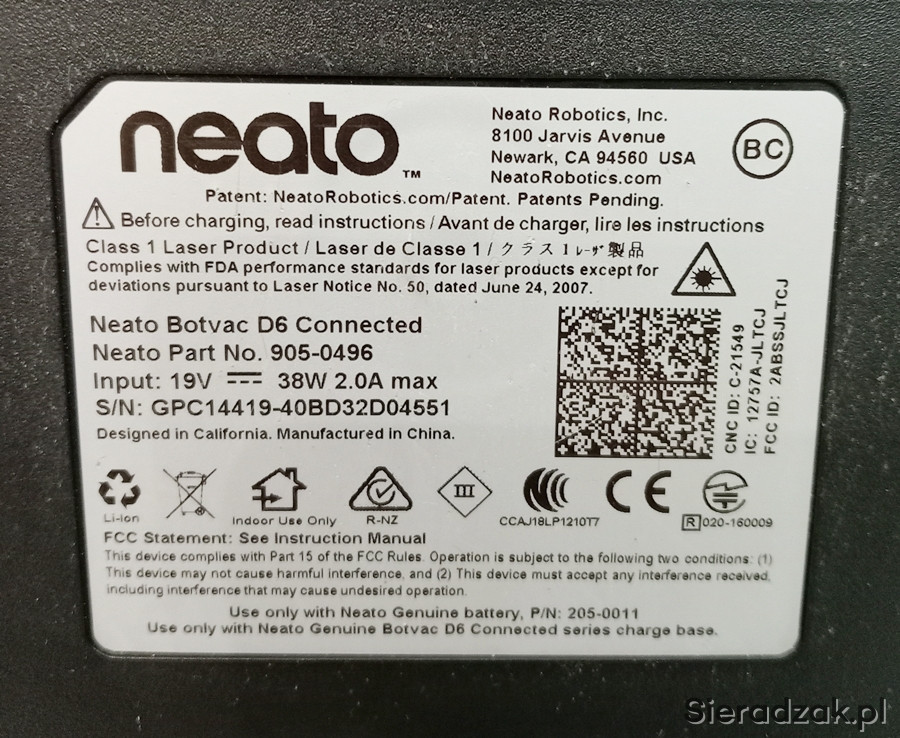 neato™
Neato Robotics, Inc.
8100 Jarvis Avenue
Newark, CA 94560 USA
NeatoRobotics.com
BC
Patent: NeatoRobotics.com/Patent. Patents Pending.
Before charging, read instructions / Avant de charger, lire les instructions
Class 1 Laser Product / Laser de Classe 1 / クラス1レーザ製品
Complies with FDA performance standards for laser products except for
deviations pursuant to Laser Notice No. 50, dated June 24, 2007.
Neato Botvac D6 Connected
Neato Part No. 905-0496
Input: 19V ⎓ 38W 2.0A max
S/N: GPC14419-40BD32D04551
Designed in California. Manufactured in China.
CNC ID: C-21549
IC: 12757A-JLTCJ
FCC ID: 2ABSSJLTCJ
Li-ion
Indoor Use Only
R-NZ
III
CCAJ18LP1210T7
CE
R 020-160009
FCC Statement: See Instruction Manual
This device complies with Part 15 of the FCC Rules. Operation is subject to the following two conditions: (1)
This device may not cause harmful interference, and (2) This device must accept any interference received,
including interference that may cause undesired operation.
Use only with Neato Genuine battery, P/N: 205-0011
Use only with Neato Genuine Botvac D6 Connected series charge base.
Sieradzak.pl